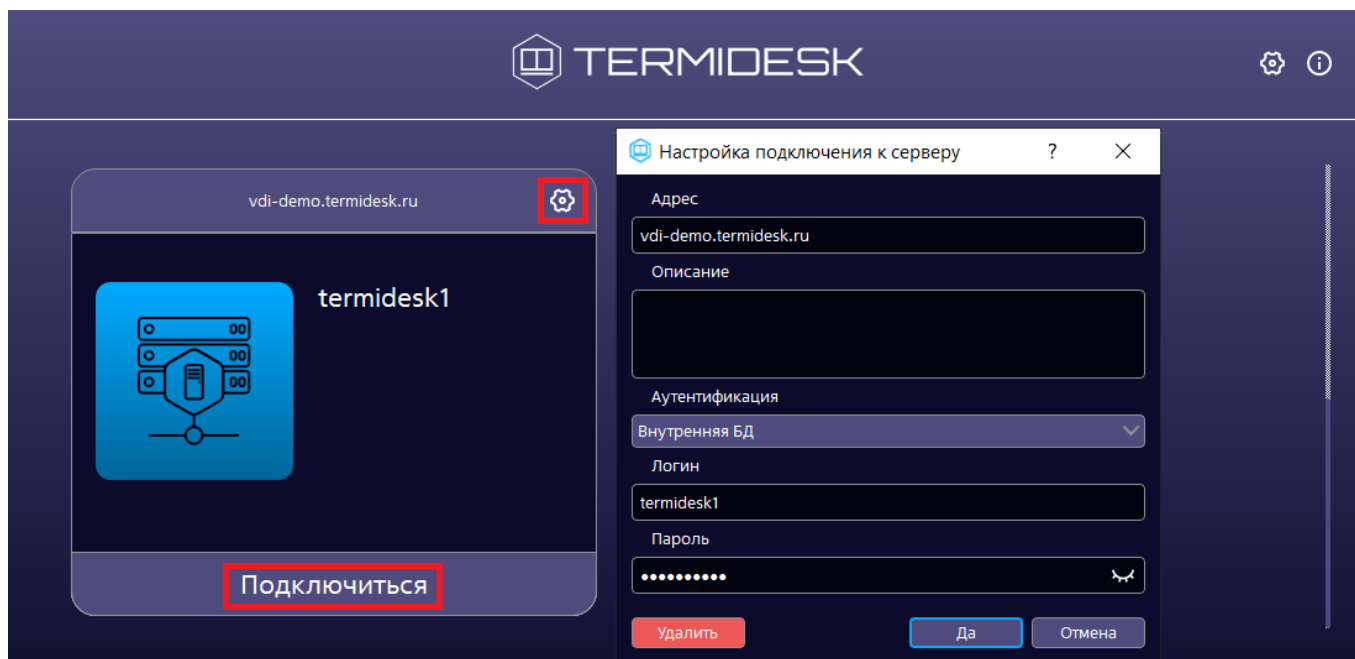 TERMIDESK
vdi-demo.termidesk.ru
termidesk1
Подключиться
Настройка подключения к серверу
?
Адрес
vdi-demo.termidesk.ru
Описание
Аутентификация
Внутренняя БД
Логин
termidesk1
Пароль
••••••••••
Удалить
Да
Отмена